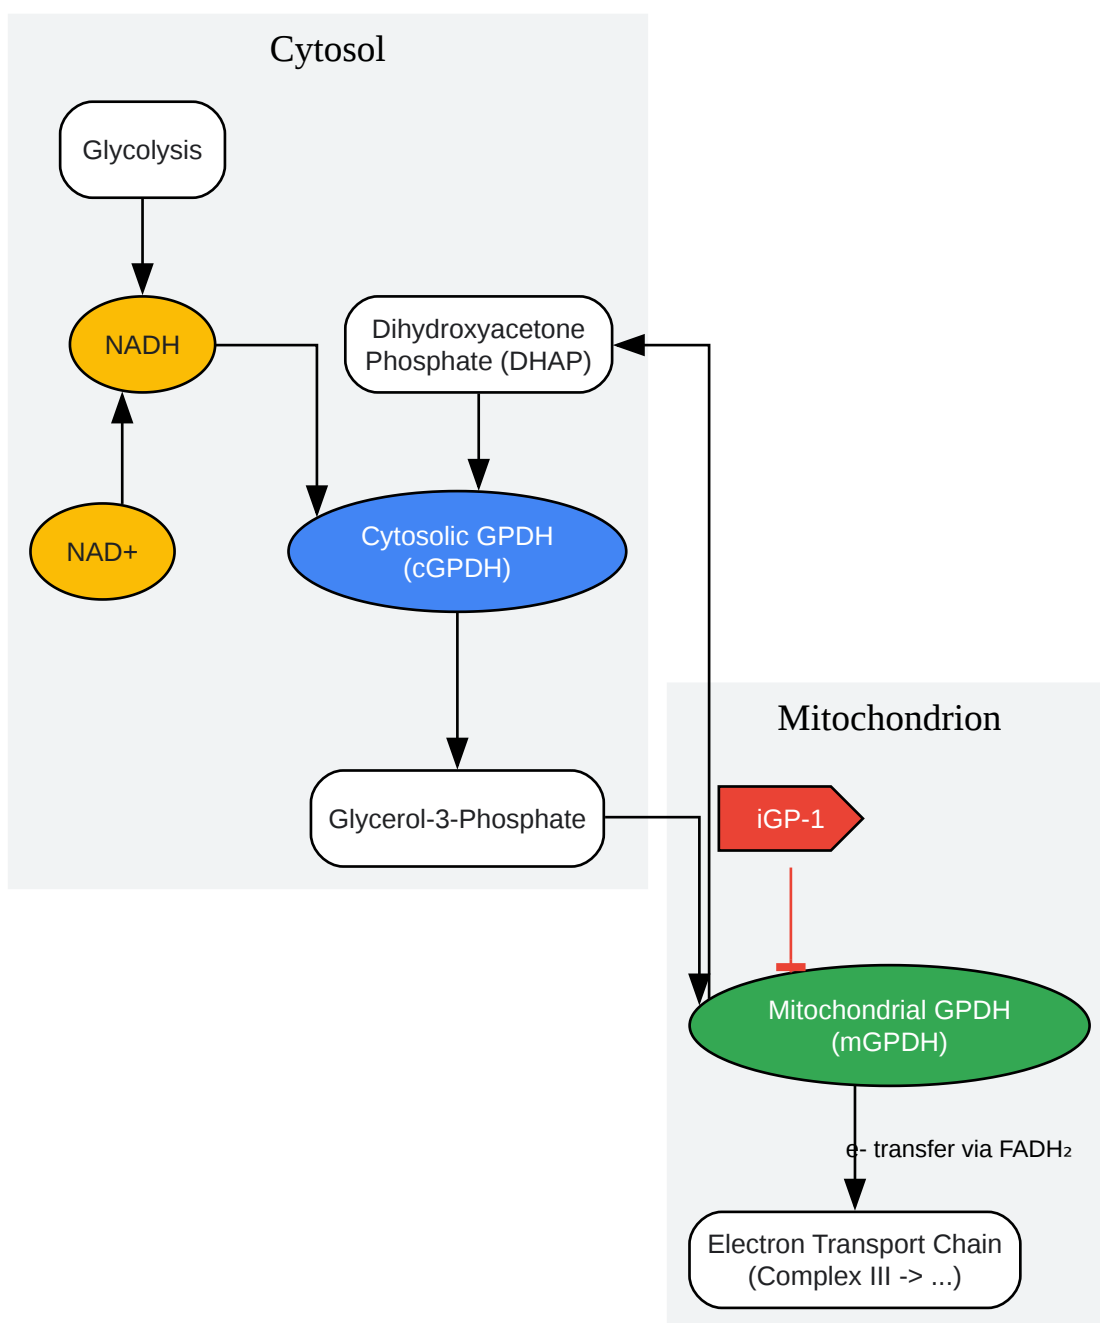 Cytosol
Glycolysis
NADH
Dihydroxyacetone
Phosphate (DHAP)
NAD+
Cytosolic GPDH
(cGPDH)
Glycerol-3-Phosphate
Mitochondrion
iGP-1
Mitochondrial GPDH
(mGPDH)
e- transfer via FADH₂
Electron Transport Chain
(Complex III -> ...)